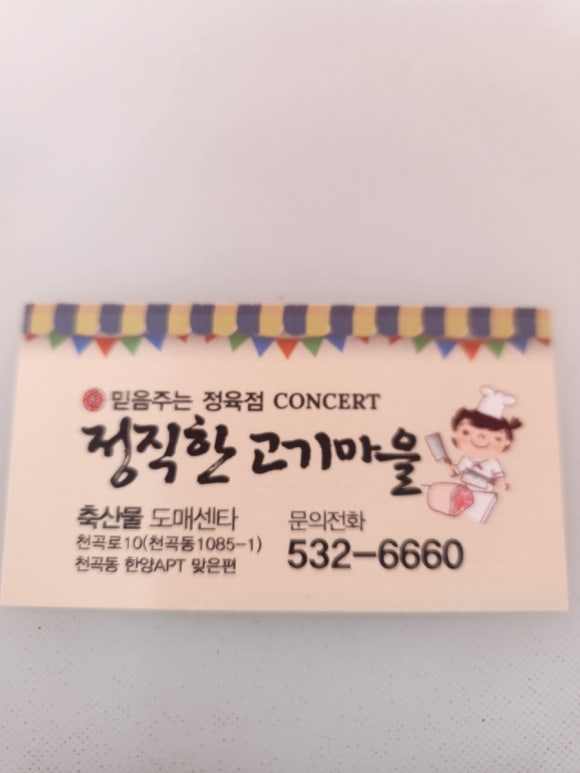 믿음주는 정육점 CONCERT
정직한 고기마을
축산물 도매센타
천곡로10(천곡동1085-1)
천곡동 한양APT 맞은편
문의전화
532-6660